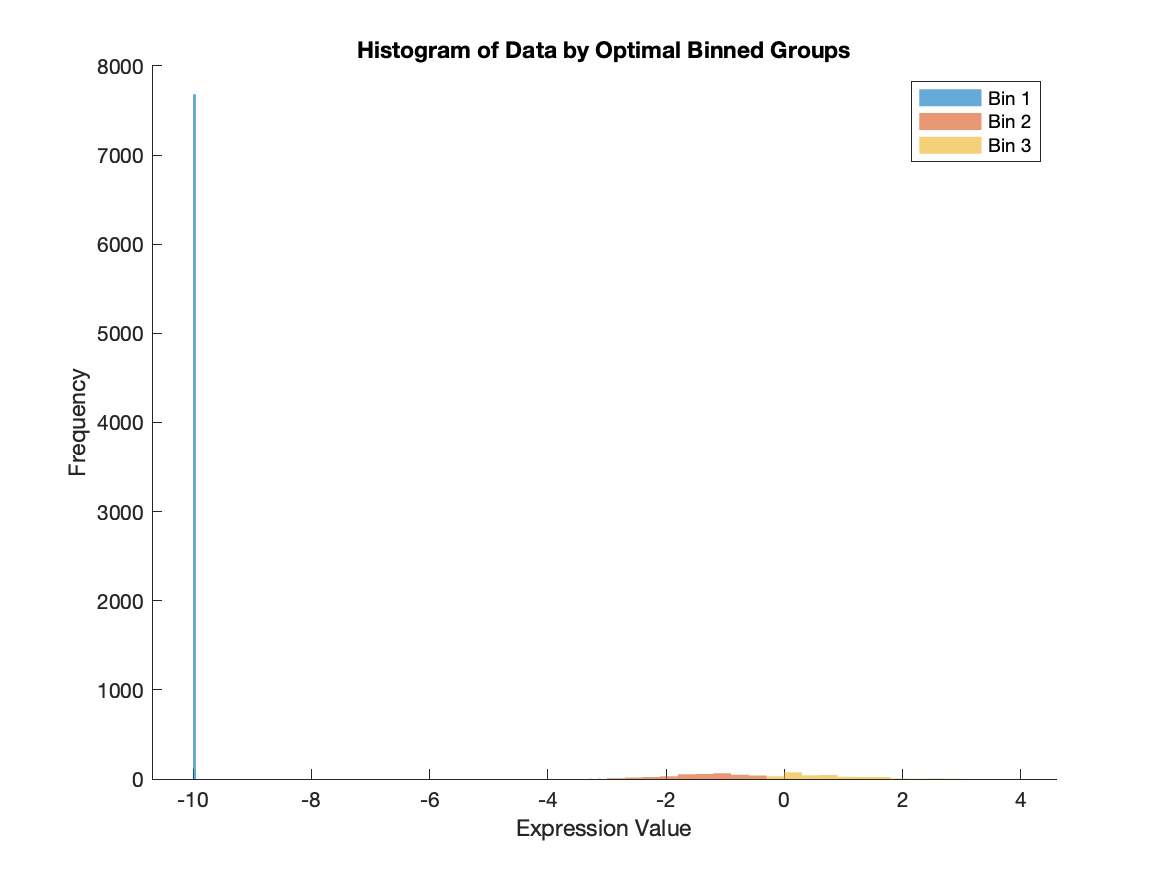 Histogram of Data by Optimal Binned Groups
8000
7000
6000
5000
4000
3000
2000
1000
0
Frequency
Bin 1
Bin 2
Bin 3
-10 -8 -6 -4 -2 0 2 4
Expression Value